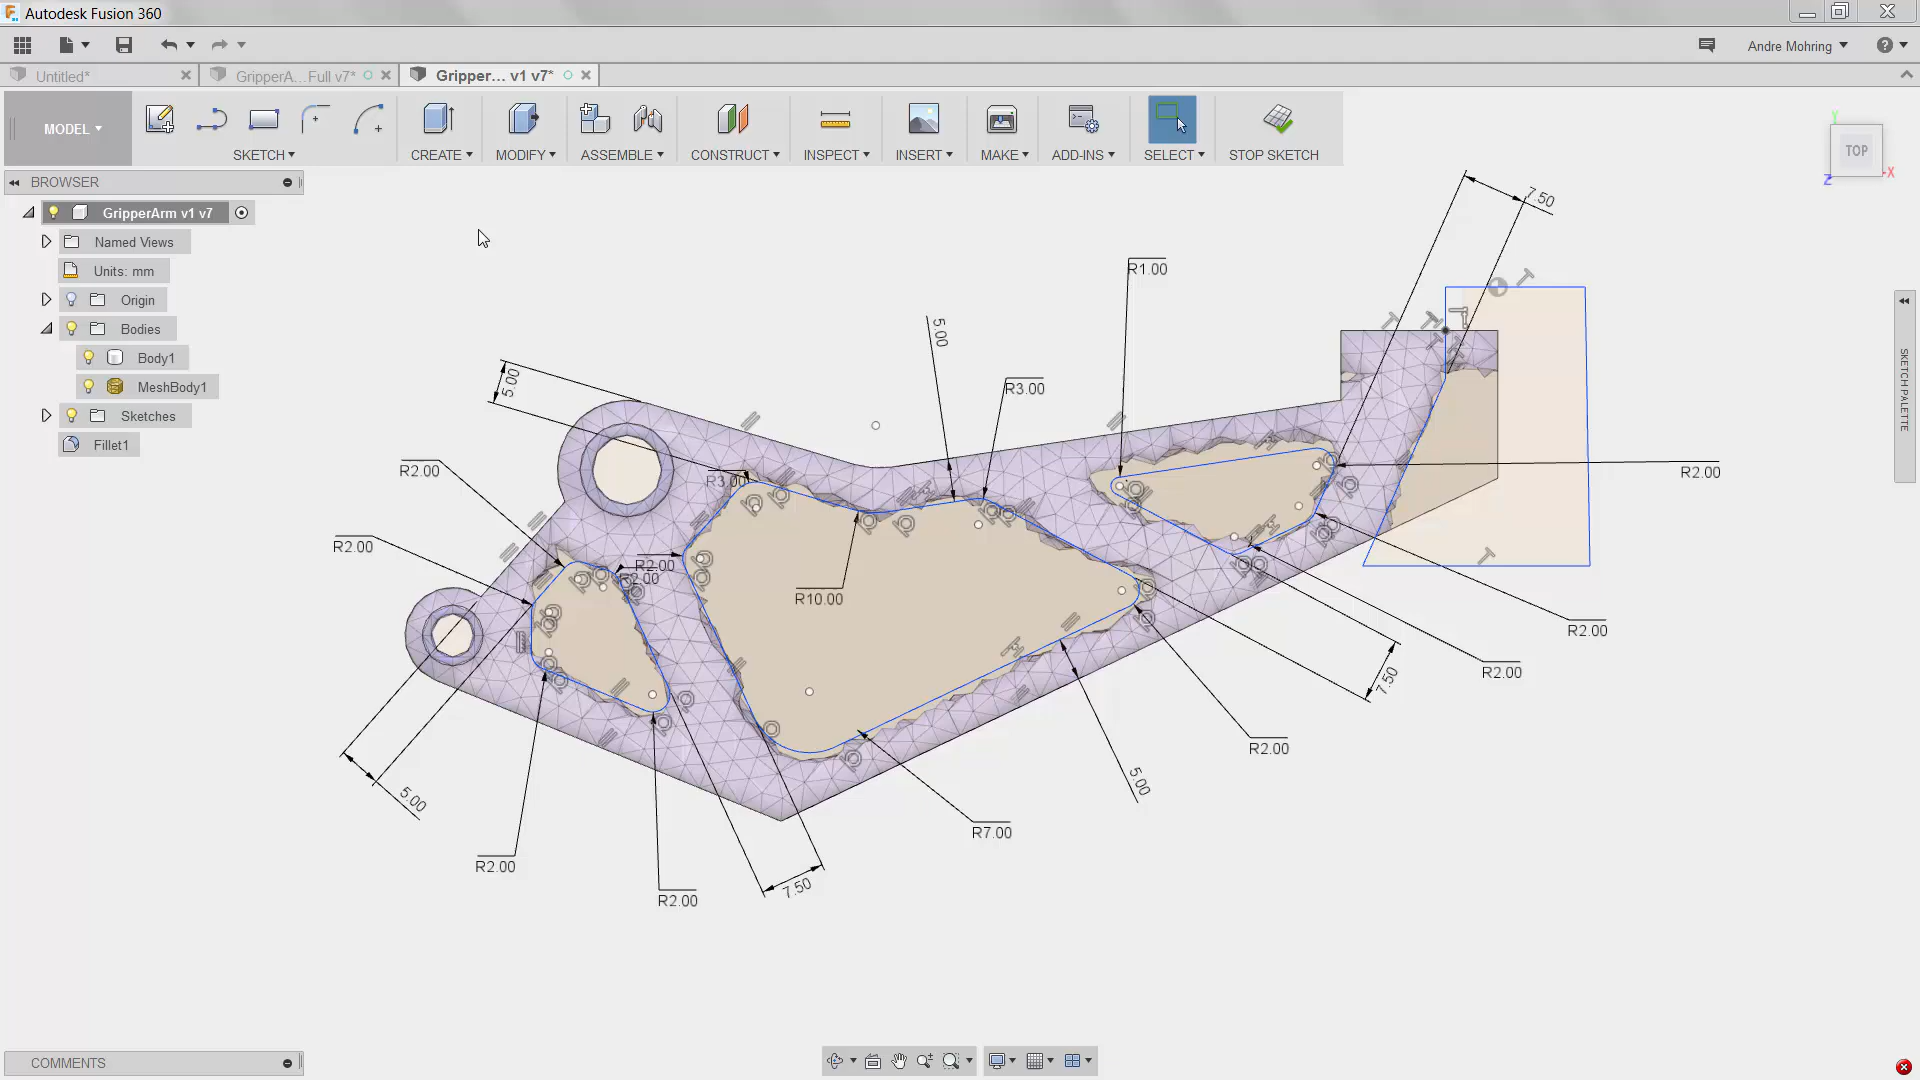 Autodesk Fusion 360
Andre Mohring
Untitled*
GripperA...Full v7*
Gripper... v1 v7*
MODEL
SKETCH
CREATE
MODIFY
ASSEMBLE
CONSTRUCT
INSPECT
INSERT
MAKE
ADD-INS
SELECT
STOP SKETCH
BROWSER
GripperArm v1 v7
Named Views
Units: mm
Origin
Bodies
Body1
MeshBody1
Sketches
Fillet1
TOP
Y
X
Z
SKETCH PALETTE
7.50
R1.00
5.00
R3.00
5.00
R2.00
R3.00
R2.00
R2.00
R2.00
R2.00
R10.00
R2.00
R2.00
7.50
R2.00
5.00
5.00
R7.00
R2.00
7.50
R2.00
COMMENTS